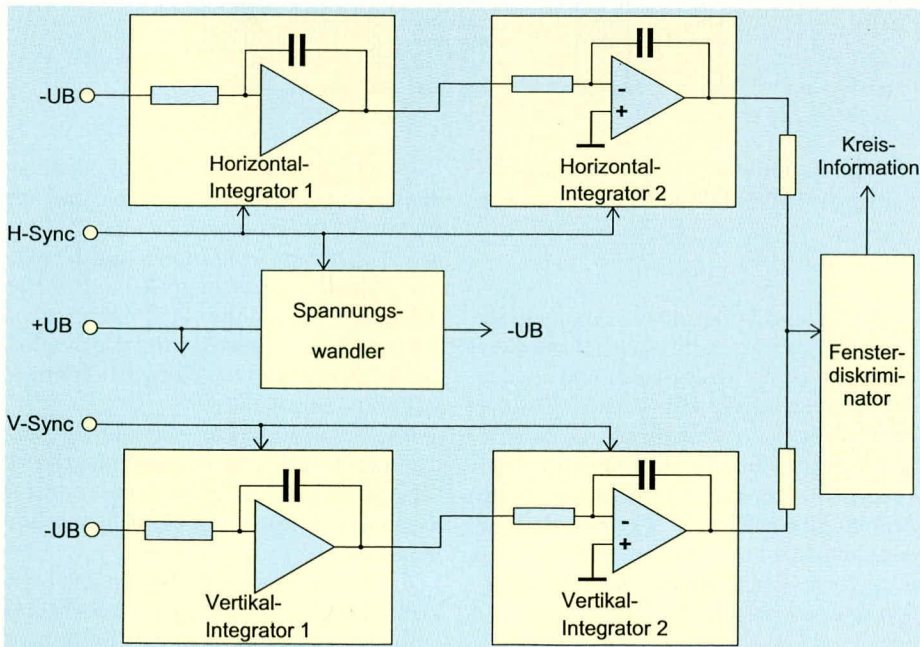 -UB
Horizontal-
Integrator 1
-
+
Horizontal-
Integrator 2
Kreis-
Information
H-Sync
+UB
Spannungs-
wandler
-UB
Fenster-
diskrimi-
nator
V-Sync
-UB
Vertikal-
Integrator 1
-
+
Vertikal-
Integrator 2